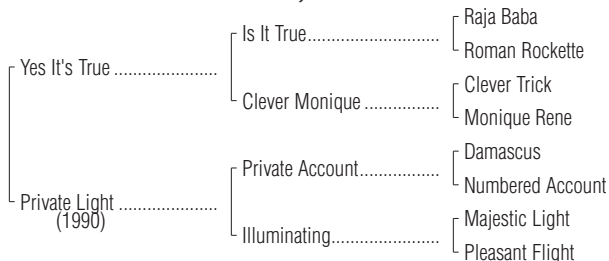 Raja Baba
Is It True..............................
Roman Rockette
Yes It's True .......................
Clever Trick
Clever Monique .................
Monique Rene
Damascus
Private Account..................
Numbered Account
Private Light ......................
(1990)
Majestic Light
Illuminating.........................
Pleasant Flight